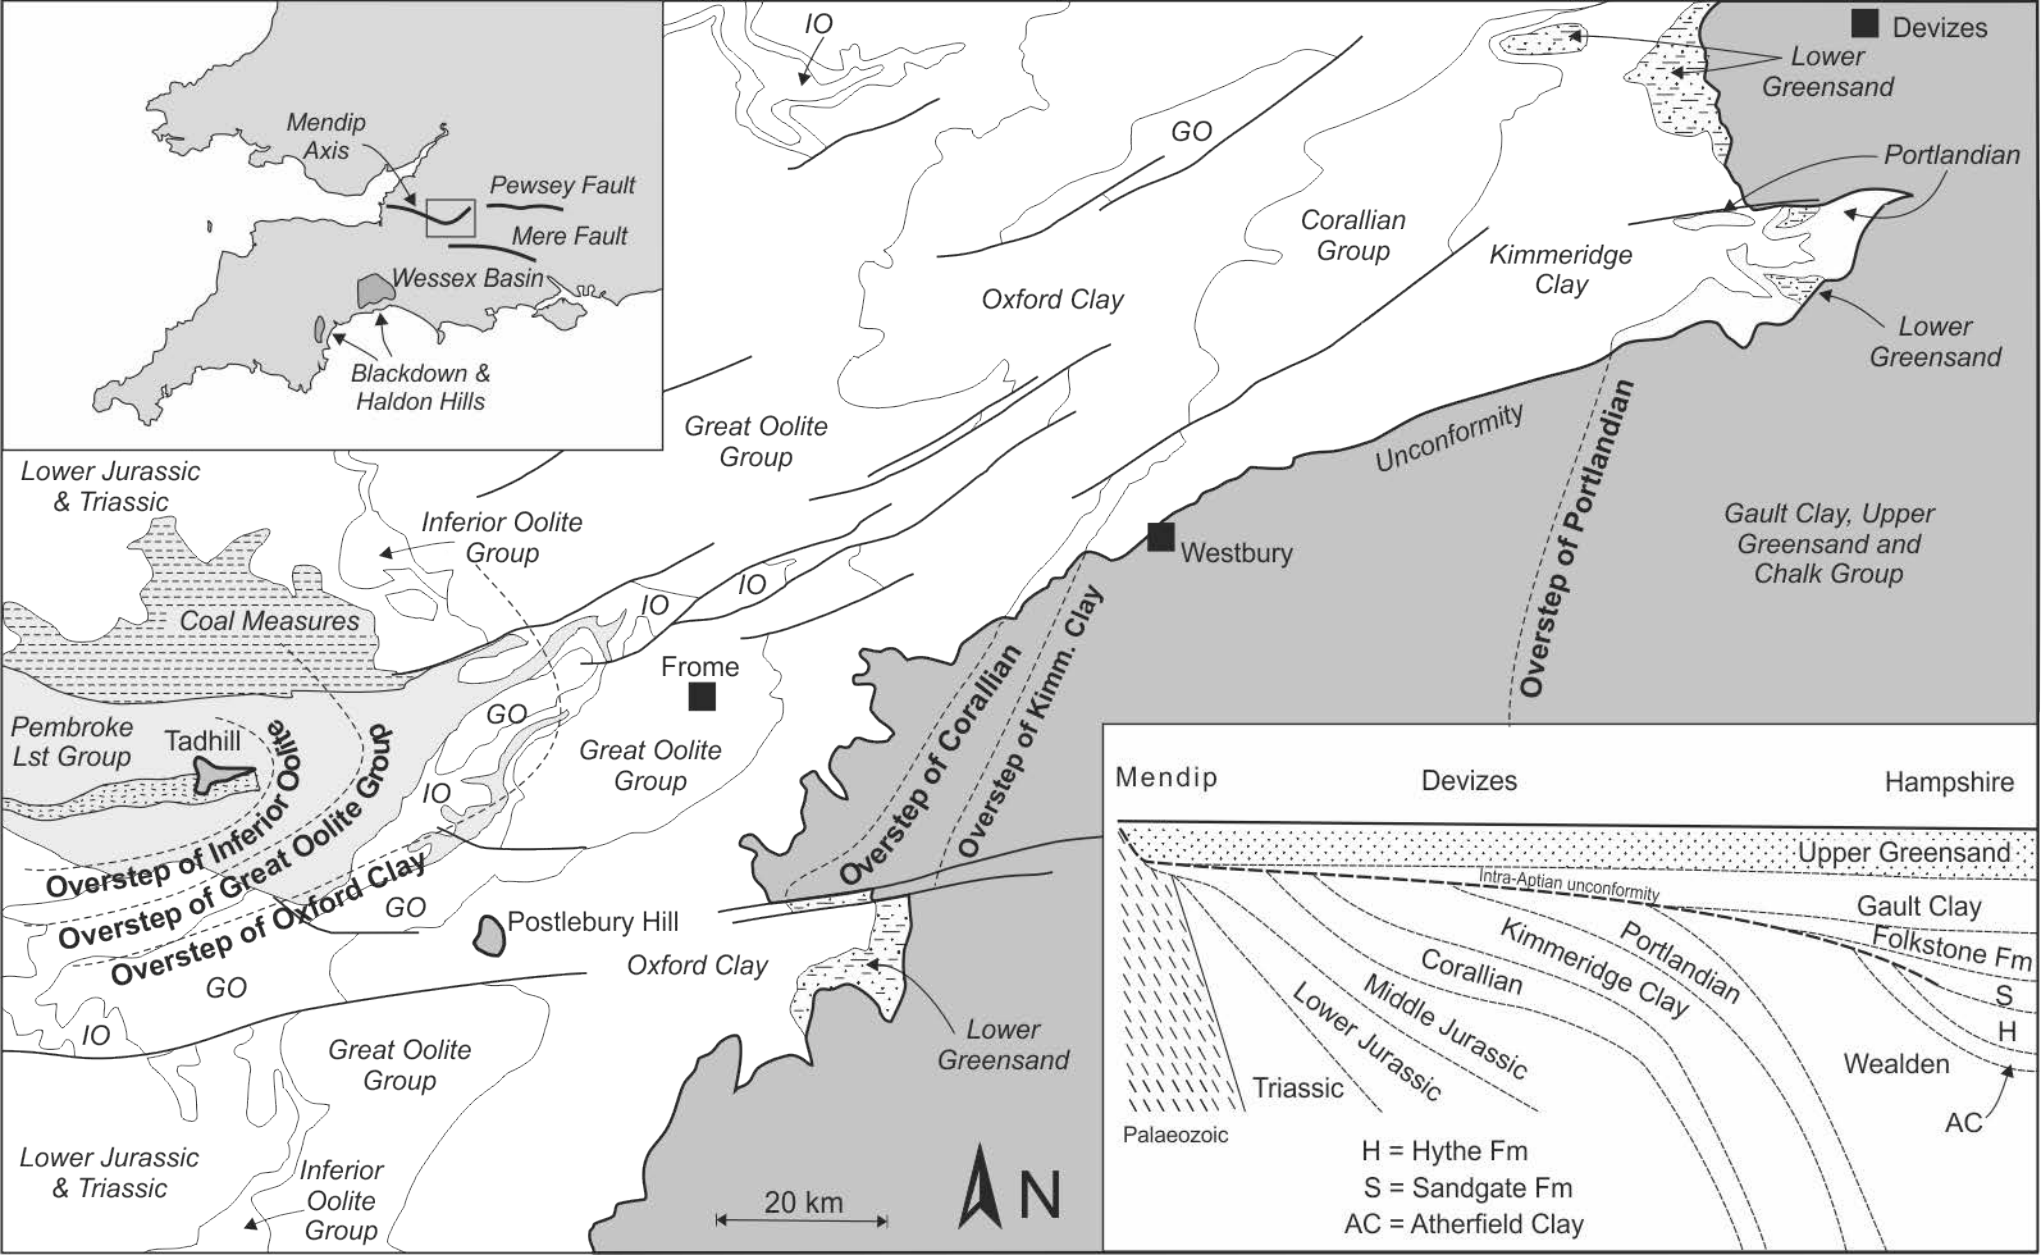 Mendip
Axis
Pewsey Fault
Mere Fault
Wessex Basin
Blackdown &
Haldon Hills
IO
GO
Devizes
Lower
Greensand
Portlandian
Corallian
Group
Kimmeridge
Clay
Oxford Clay
Lower
Greensand
Great Oolite
Group
Unconformity
Overstep of Portlandian
Gault Clay, Upper
Greensand and
Chalk Group
Lower Jurassic
& Triassic
Inferior Oolite
Group
Westbury
IO
IO
Coal Measures
Frome
Overstep of Corallian
Overstep of Kimm. Clay
Pembroke
Lst Group
Tadhill
GO
Great Oolite
Group
IO
Overstep of Inferior Oolite
Overstep of Great Oolite Group
Overstep of Oxford Clay
GO
Postlebury Hill
Oxford Clay
GO
IO
Great Oolite
Group
Lower
Greensand
Lower Jurassic
& Triassic
Inferior
Oolite
Group
20 km
N
Mendip
Devizes
Hampshire
Upper Greensand
Intra-Aptian unconformity
Gault Clay
Folkstone Fm
S
H
Portlandian
Kimmeridge Clay
Corallian
Middle Jurassic
Lower Jurassic
Triassic
Wealden
AC
Palaeozoic
H = Hythe Fm
S = Sandgate Fm
AC = Atherfield Clay